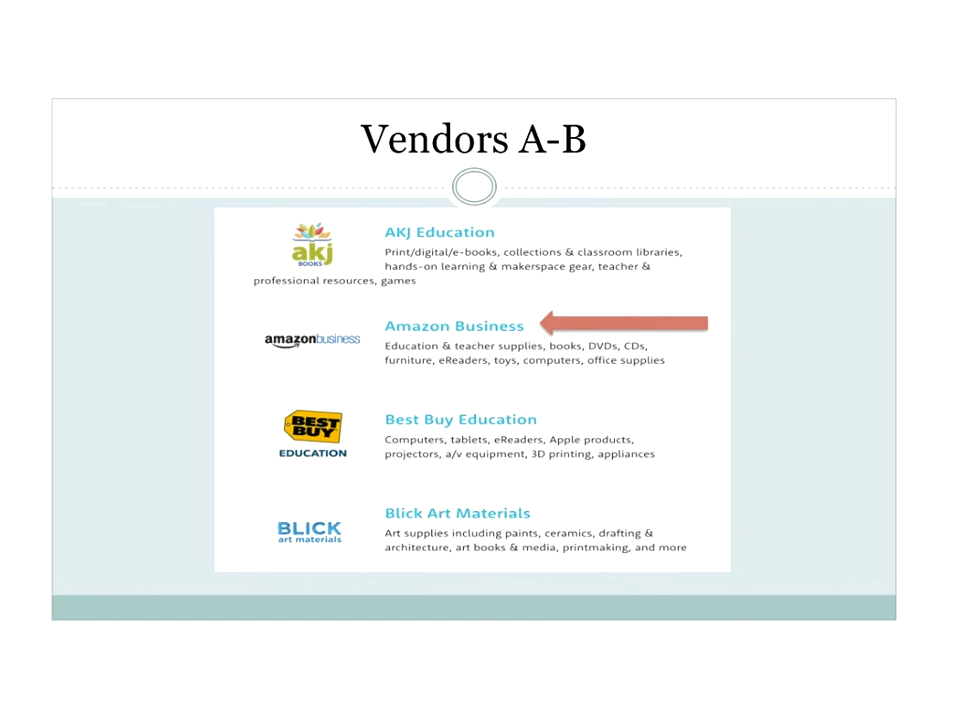 Vendors A-B
akj
BOOKS
AKJ Education
Print/digital/e-books, collections & classroom libraries,
hands-on learning & makerspace gear, teacher &
professional resources, games
amazonbusiness
Amazon Business
Education & teacher supplies, books, DVDs, CDs,
furniture, eReaders, toys, computers, office supplies
BEST
BUY
EDUCATION
Best Buy Education
Computers, tablets, eReaders, Apple products,
projectors, a/v equipment, 3D printing, appliances
BLICK
art materials
Blick Art Materials
Art supplies including paints, ceramics, drafting &
architecture, art books & media, printmaking, and more